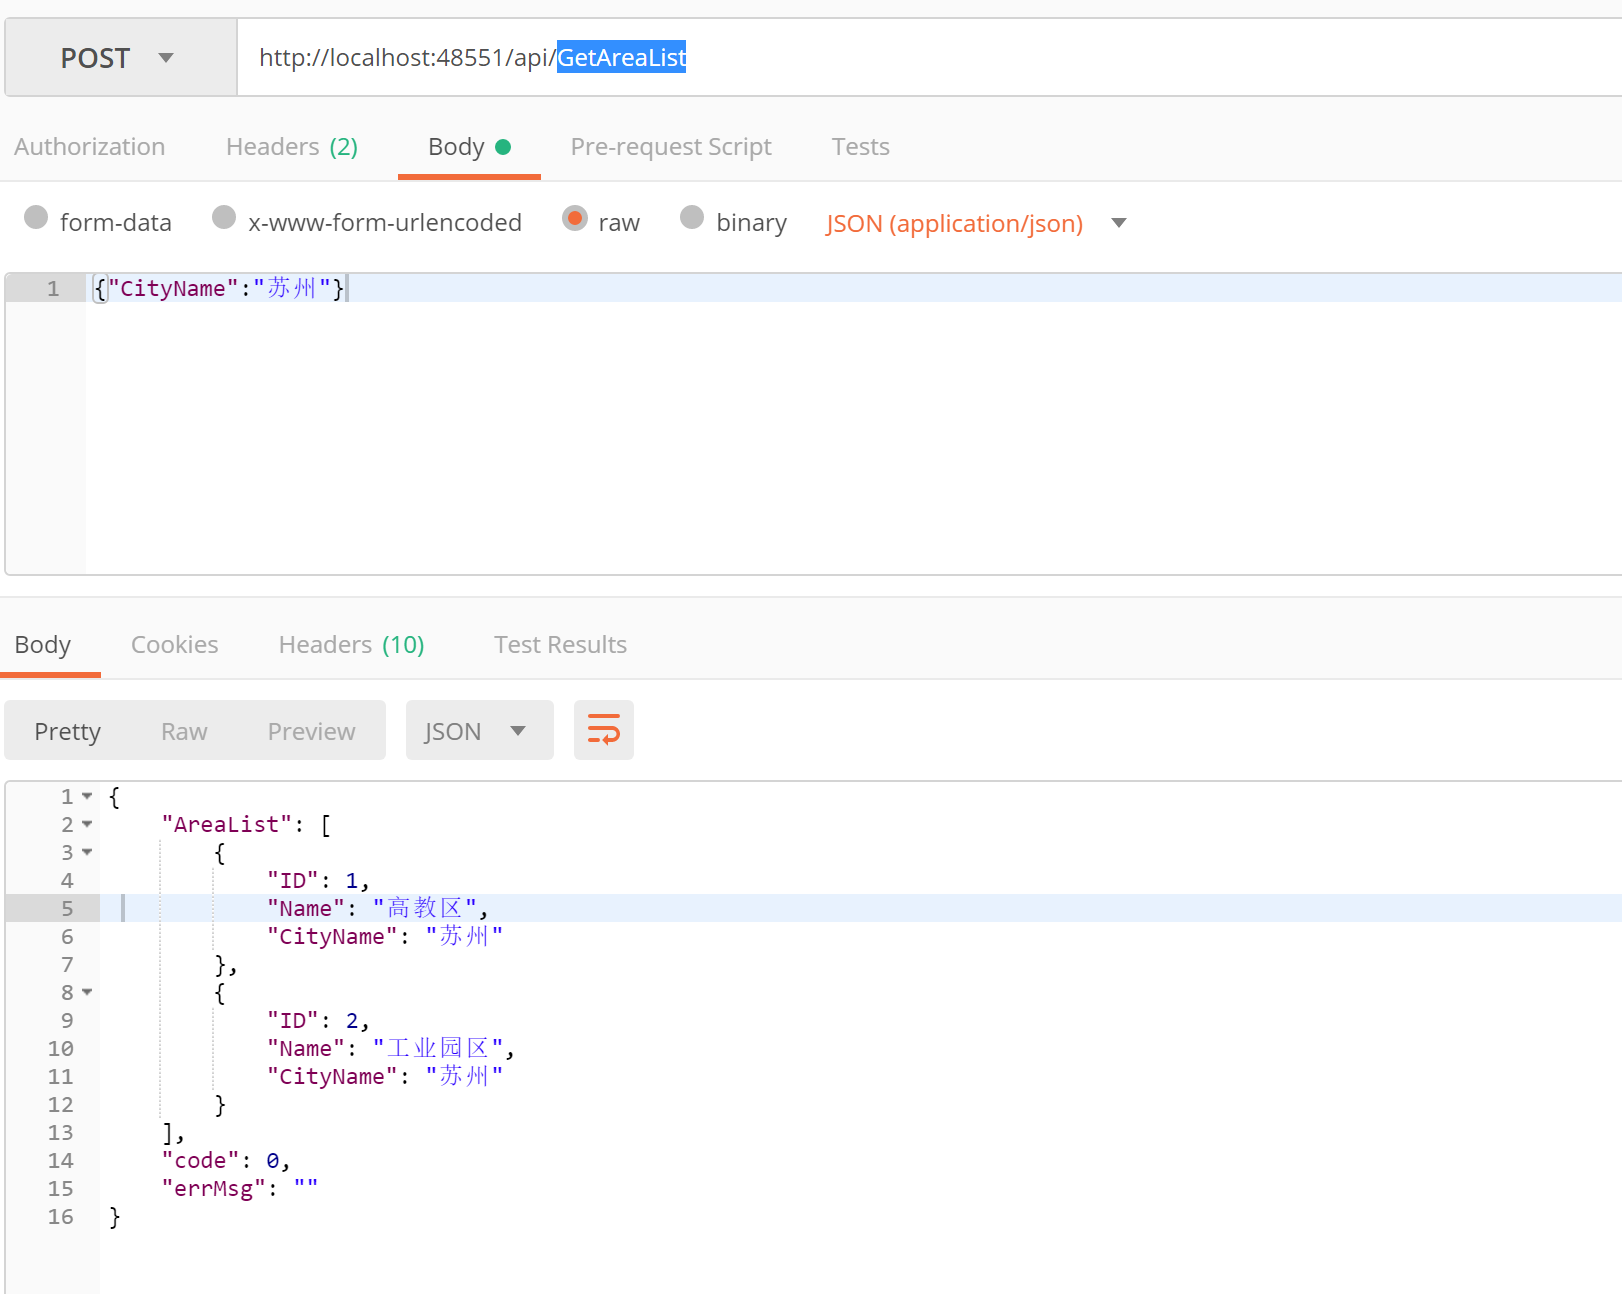 POST http://localhost:48551/api/GetAreaList
Authorization Headers (2) Body Pre-request Script Tests
form-data x-www-form-urlencoded raw binary JSON (application/json)
1 {"CityName":"苏州"}
Body Cookies Headers (10) Test Results
Pretty Raw Preview JSON
1 {
2 "AreaList": [
3 {
4 "ID": 1,
5 "Name": "高教区",
6 "CityName": "苏州"
7 },
8 {
9 "ID": 2,
10 "Name": "工业园区",
11 "CityName": "苏州"
12 }
13 ],
14 "code": 0,
15 "errMsg": ""
16 }